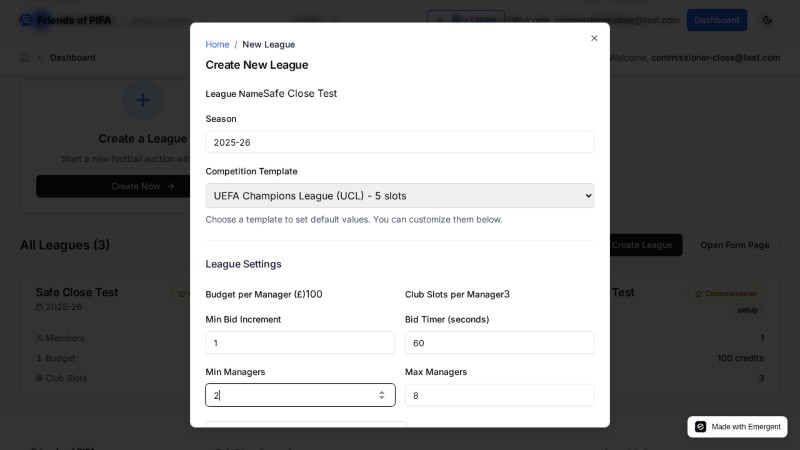 Friends of PIFA
New League
Welcome, commissioner-close@test.com
Dashboard
Dashboard
Welcome, commissioner-close@test.com
Home / New League
Create New League
League NameSafe Close Test
Season
2025-26
Competition Template
UEFA Champions League (UCL) - 5 slots
Choose a template to set default values. You can customize them below.
League Settings
Budget per Manager (£)100
Club Slots per Manager3
Min Bid Increment
Bid Timer (seconds)
1
60
Min Managers
Max Managers
2
8
Create a League
Start a new football auction with
Create Now →
All Leagues (3)
Create League
Open Form Page
Safe Close Test
2025-26
Members
$ Budget
Club Slots
Test
Commissioner
setup
1
100 credits
3
Made with Emergent